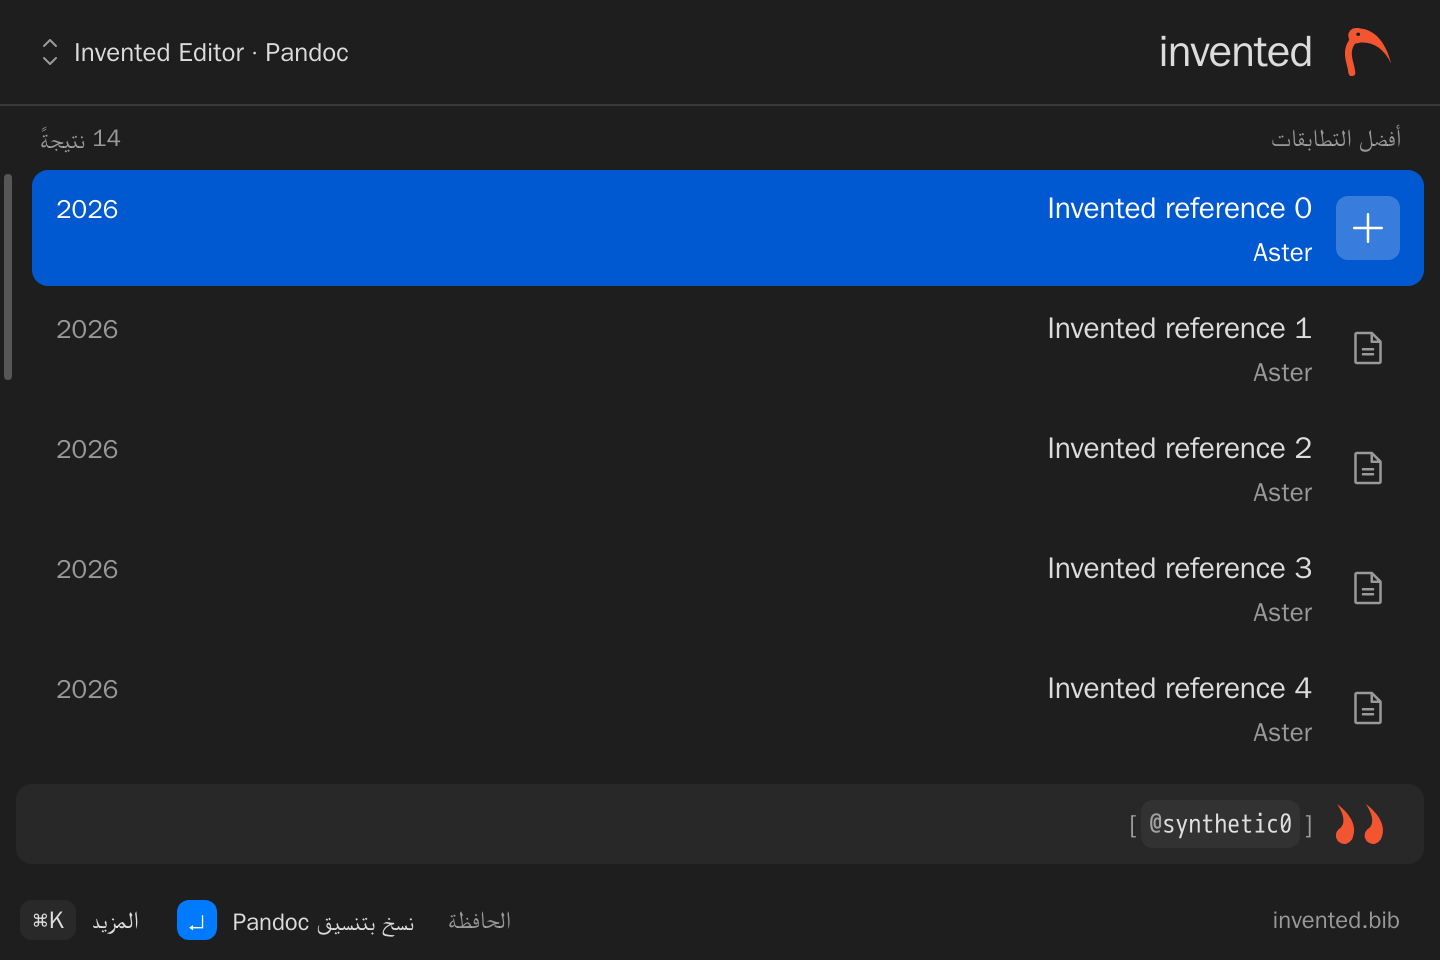 invented
Invented Editor · Pandoc
أفضل التطابقات
14 نتيجةً
Invented reference 0
2026
Aster
Invented reference 1
2026
Aster
Invented reference 2
2026
Aster
Invented reference 3
2026
Aster
Invented reference 4
2026
Aster
[@synthetic0]
invented.bib
الحافظة
نسخ بتنسيق Pandoc
المزيد
⌘K